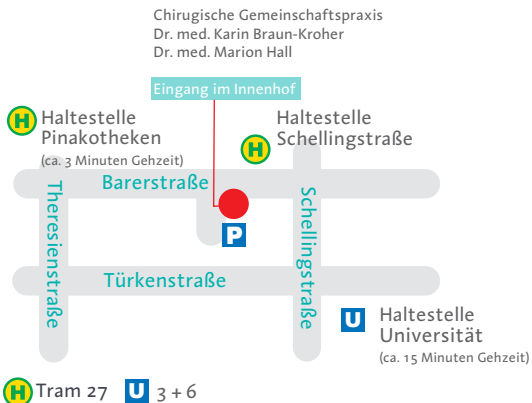 Chirugische Gemeinschaftspraxis
Dr. med. Karin Braun-Kroher
Dr. med. Marion Hall
Eingang im Innenhof
H Haltestelle
Pinakotheken
(ca. 3 Minuten Gehzeit)
Haltestelle
H Schellingstraße
Barerstraße
Theresienstraße
Schellingstraße
P
Türkenstraße
U Haltestelle
Universität
(ca. 15 Minuten Gehzeit)
H Tram 27 U 3 + 6